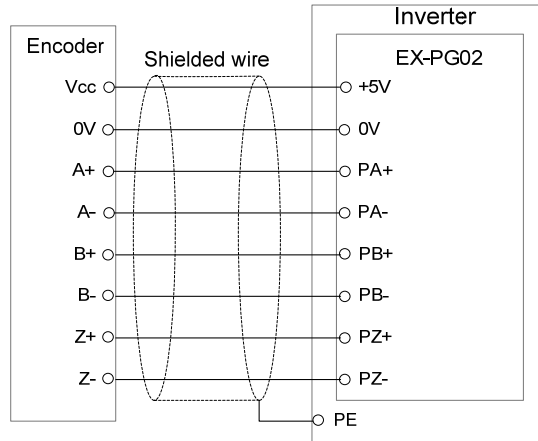 Inverter
Encoder
Shielded wire
EX-PG02
Vcc +5V
0V 0V
A+ PA+
A- PA-
B+ PB+
B- PB-
Z+ PZ+
Z- PZ-
PE